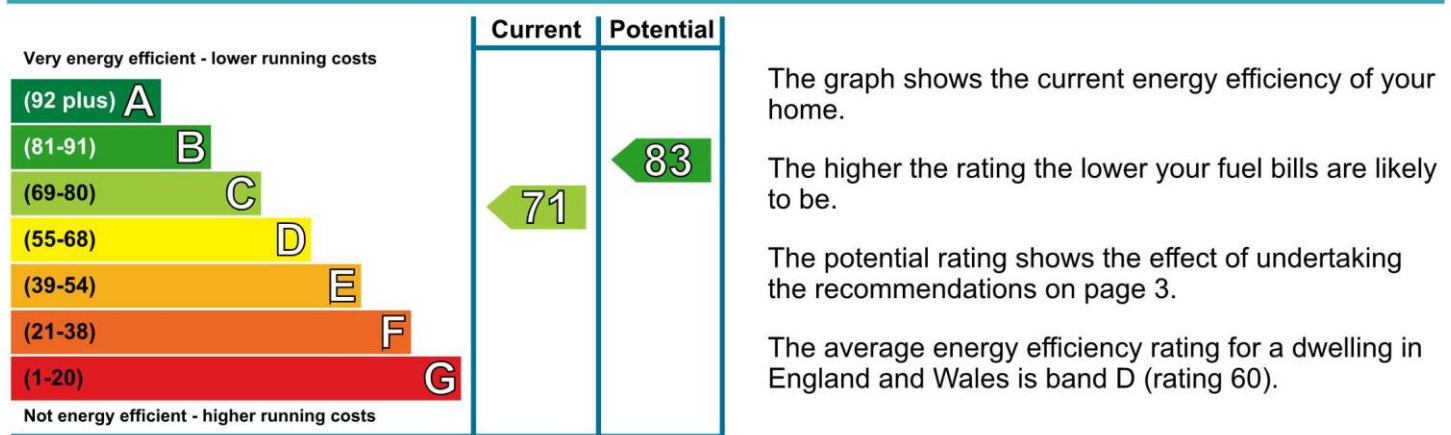 Current Potential
Very energy efficient - lower running costs
(92 plus) A
(81-91) B
(69-80) C
(55-68) D
(39-54) E
(21-38) F
(1-20) G
Not energy efficient - higher running costs
71
83
The graph shows the current energy efficiency of your
home.
The higher the rating the lower your fuel bills are likely
to be.
The potential rating shows the effect of undertaking
the recommendations on page 3.
The average energy efficiency rating for a dwelling in
England and Wales is band D (rating 60).